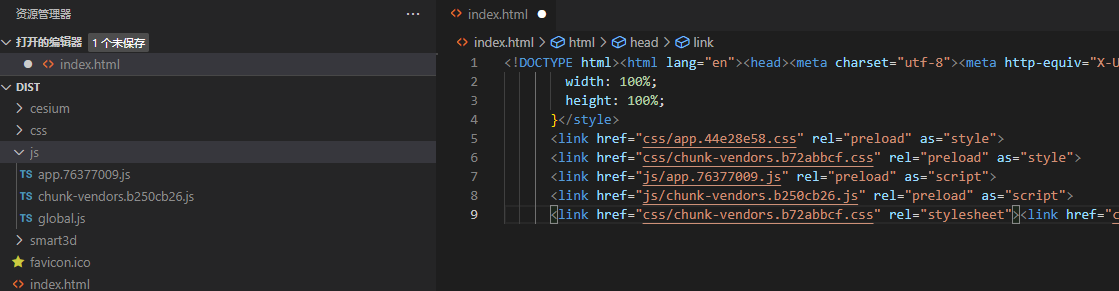 资源管理器
···
打开的编辑器 1 个未保存
index.html
DIST
cesium
css
js
TS app.76377009.js
TS chunk-vendors.b250cb26.js
TS global.js
smart3d
favicon.ico
index.html
index.html
index.html > html > head > link
1 <!DOCTYPE html><html lang="en"><head><meta charset="utf-8"><meta http-equiv="X-U
2 width: 100%;
3 height: 100%;
4 }</style>
5 <link href="css/app.44e28e58.css" rel="preload" as="style">
6 <link href="css/chunk-vendors.b72abbcf.css" rel="preload" as="style">
7 <link href="js/app.76377009.js" rel="preload" as="script">
8 <link href="js/chunk-vendors.b250cb26.js" rel="preload" as="script">
9 <link href="css/chunk-vendors.b72abbcf.css" rel="stylesheet"><link href="c